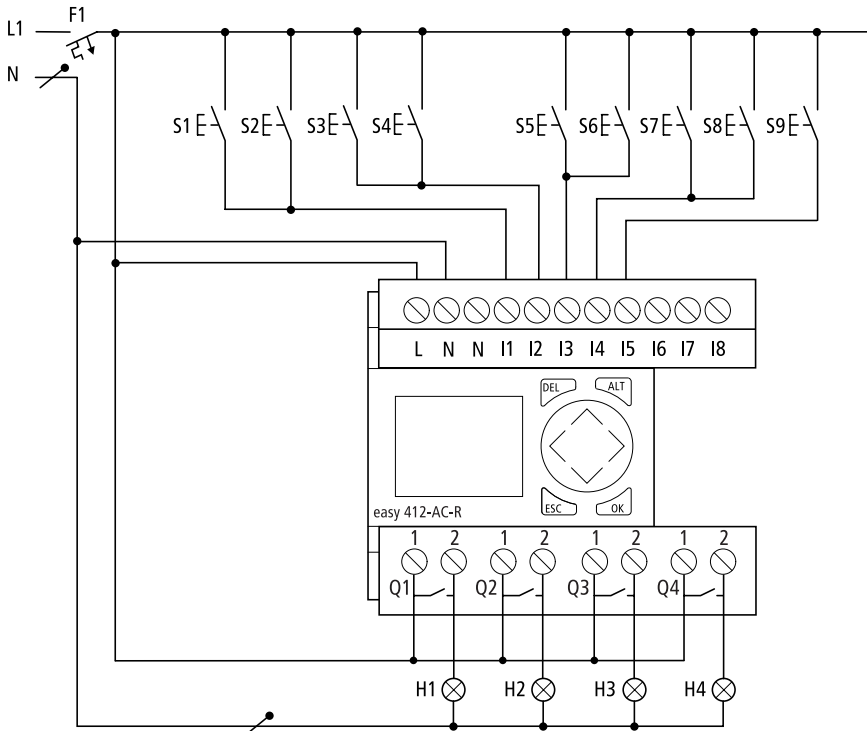 L1 F1
N
S1 S2 S3 S4 S5 S6 S7 S8 S9
L N N I1 I2 I3 I4 I5 I6 I7 I8
DEL ALT
ESC OK
easy 412-AC-R
1 2 1 2 1 2 1 2
Q1 Q2 Q3 Q4
H1 H2 H3 H4